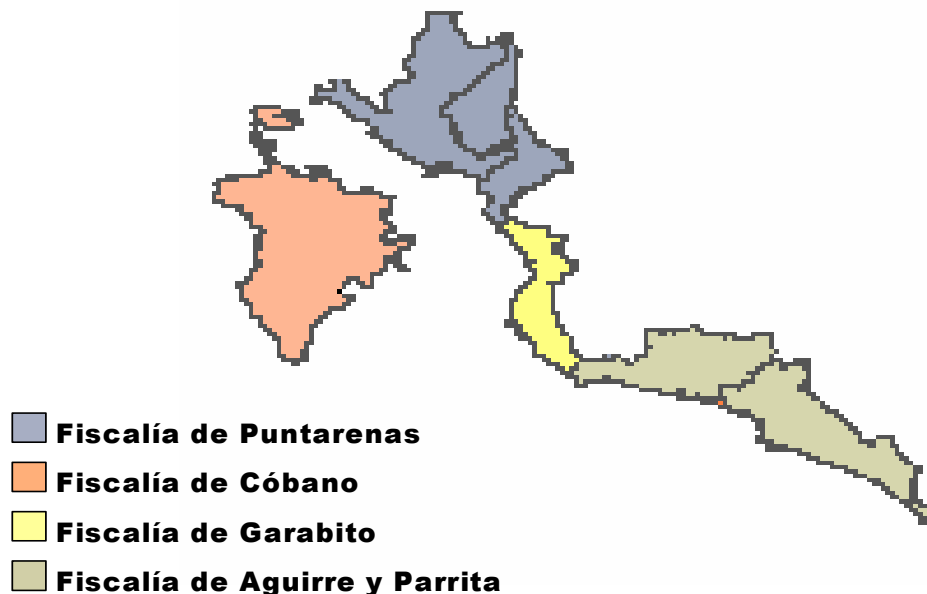 Fiscalía de Puntarenas
Fiscalía de Cóbano
Fiscalía de Garabito
Fiscalía de Aguirre y Parrita